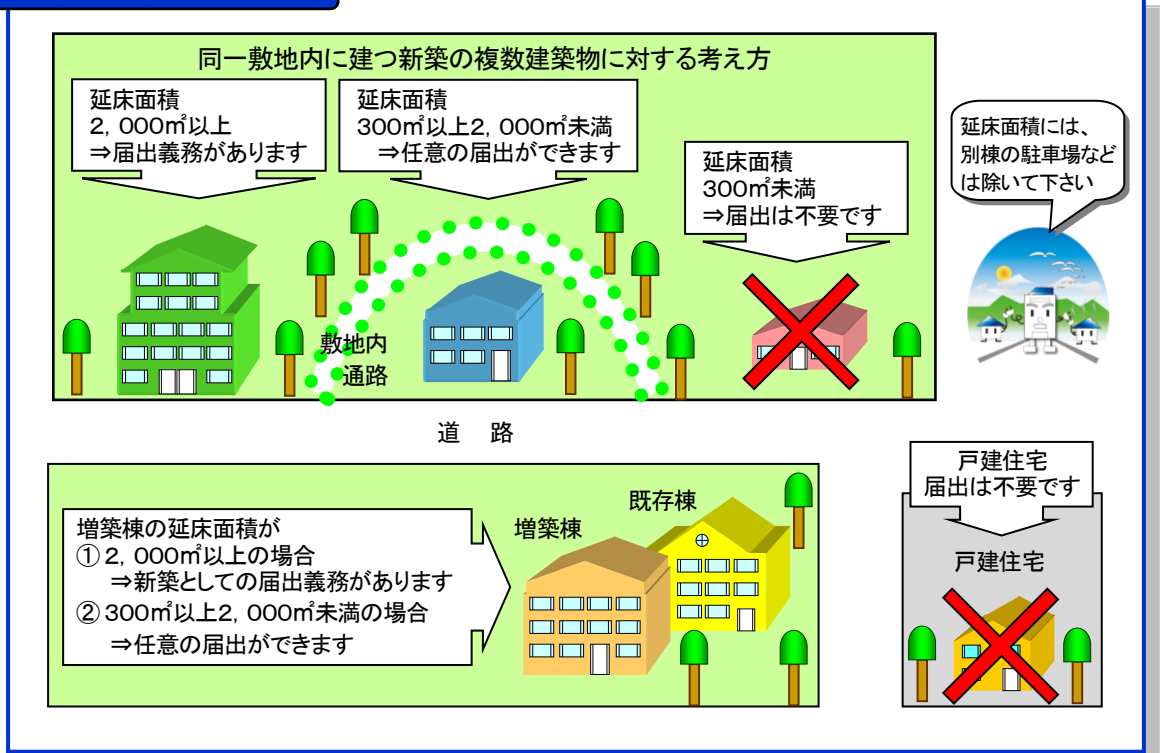 同一敷地内に建つ新築の複数建築物に対する考え方
延床面積
2，000㎡以上
⇒届出義務があります
延床面積
300㎡以上2，000㎡未満
⇒任意の届出ができます
延床面積
300㎡未満
⇒届出は不要です
延床面積には、
別棟の駐車場など
は除いて下さい
敷地内
通路
道　路
増築棟の延床面積が
①2，000㎡以上の場合
⇒新築としての届出義務があります
②300㎡以上2，000㎡未満の場合
⇒任意の届出ができます
増築棟
既存棟
戸建住宅
届出は不要です
戸建住宅